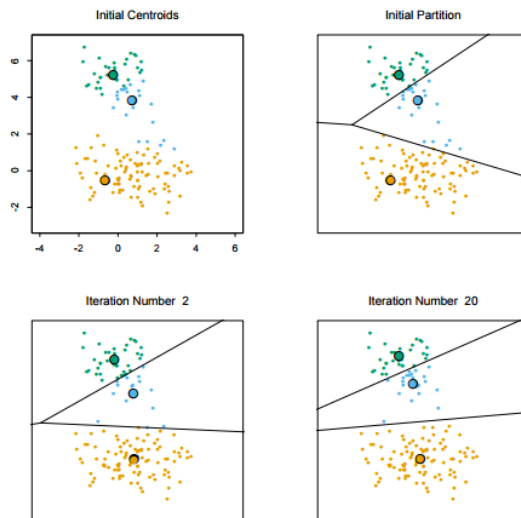 Initial Centroids
Initial Partition
6
4
2
0
-2
-4 -2 0 2 4 6
Iteration Number 2
Iteration Number 20